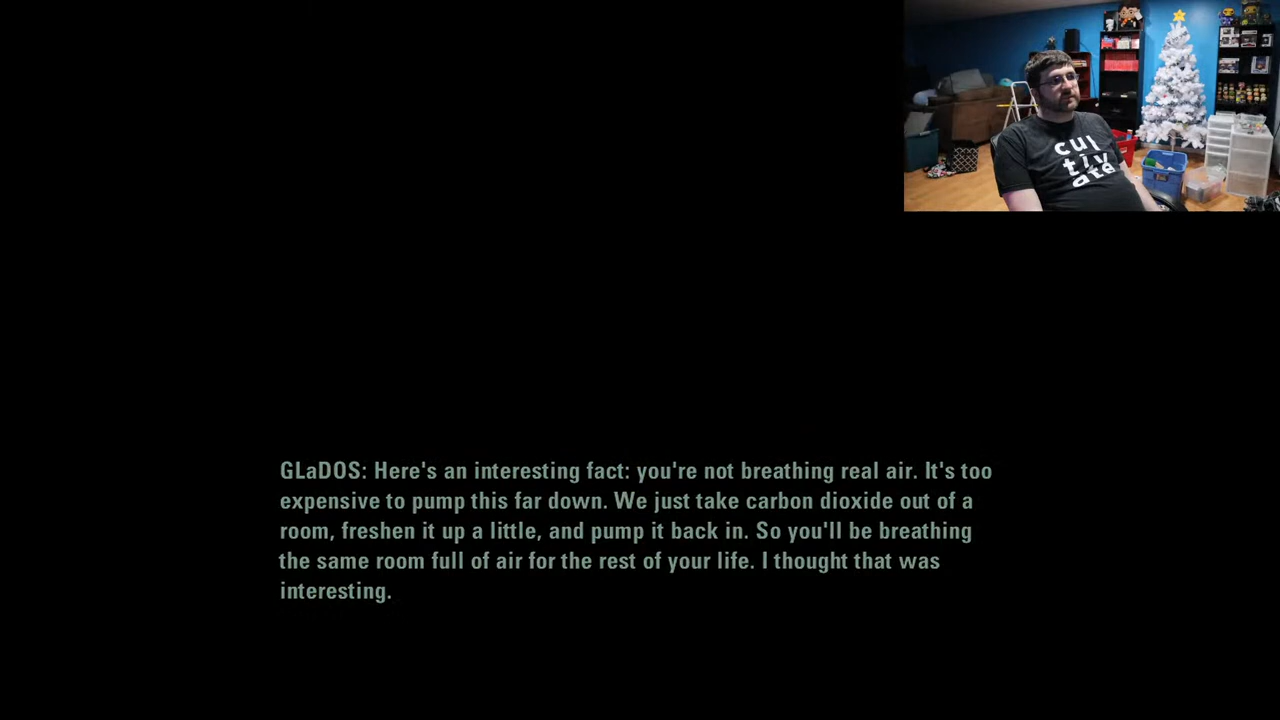 cul
tiv
ate
GLaDOS: Here's an interesting fact: you're not breathing real air. It's too
expensive to pump this far down. We just take carbon dioxide out of a
room, freshen it up a little, and pump it back in. So you'll be breathing
the same room full of air for the rest of your life. I thought that was
interesting.